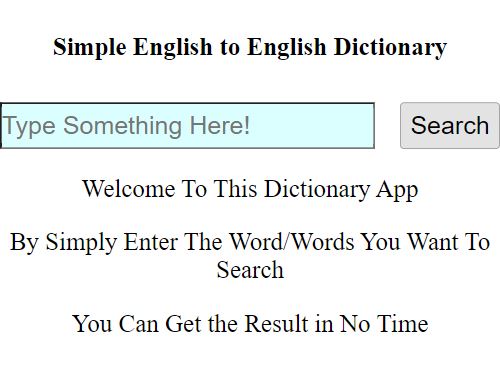 Simple English to English Dictionary
Type Something Here!
Search
Welcome To This Dictionary App
By Simply Enter The Word/Words You Want To
Search
You Can Get the Result in No Time